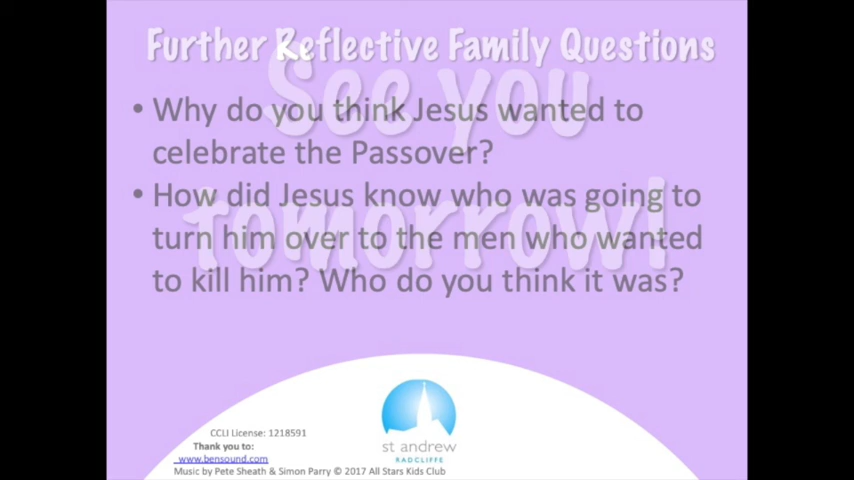 Further Reflective Family Questions
See you
• Why do you think Jesus wanted to
celebrate the Passover?
• How did Jesus know who was going to
tomorrow!
turn him over to the men who wanted
to kill him? Who do you think it was?
st andrew
RADCLIFFE
CCLI License: 1218591
Thank you to:
www.bensound.com
Music by Pete Sheath & Simon Parry © 2017 All Stars Kids Club